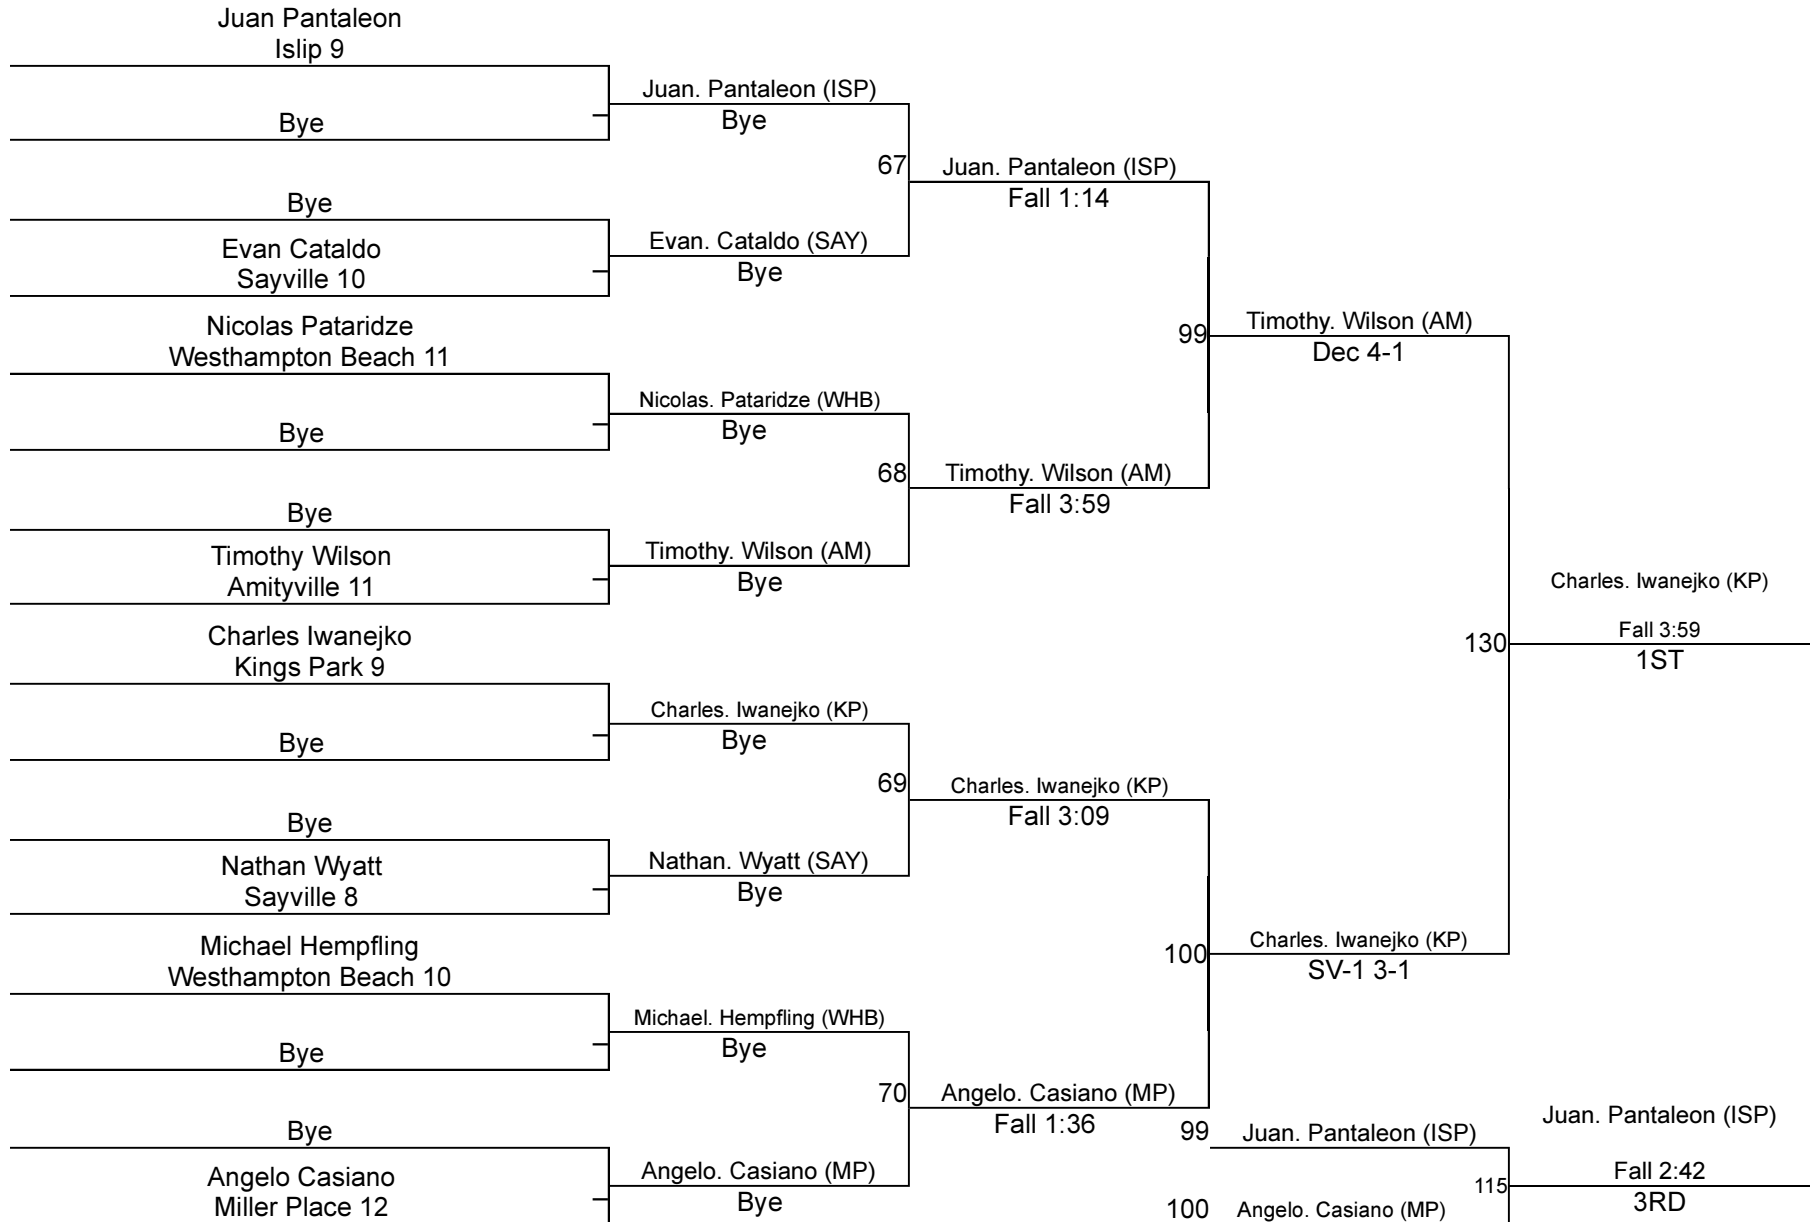 Juan Pantaleon
Islip 9
Bye
Bye
Evan Cataldo
Sayville 10
Nicolas Pataridze
Westhampton Beach 11
Bye
Bye
Timothy Wilson
Amityville 11
Charles Iwanejko
Kings Park 9
Bye
Bye
Nathan Wyatt
Sayville 8
Michael Hempfling
Westhampton Beach 10
Bye
Bye
Angelo Casiano
Miller Place 12
Juan. Pantaleon (ISP)
Bye
67
Evan. Cataldo (SAY)
Bye
Nicolas. Pataridze (WHB)
Bye
68
Timothy. Wilson (AM)
Bye
Charles. Iwanejko (KP)
Bye
69
Nathan. Wyatt (SAY)
Bye
Michael. Hempfling (WHB)
Bye
70
Angelo. Casiano (MP)
Bye
Juan. Pantaleon (ISP)
Fall 1:14
99
Timothy. Wilson (AM)
Fall 3:59
Charles. Iwanejko (KP)
Fall 3:09
100
Angelo. Casiano (MP)
Fall 1:36
Timothy. Wilson (AM)
Dec 4-1
130
Charles. Iwanejko (KP)
SV-1 3-1
Charles. Iwanejko (KP)
Fall 3:59
1ST
99 Juan. Pantaleon (ISP)
115
100 Angelo. Casiano (MP)
Juan. Pantaleon (ISP)
Fall 2:42
3RD